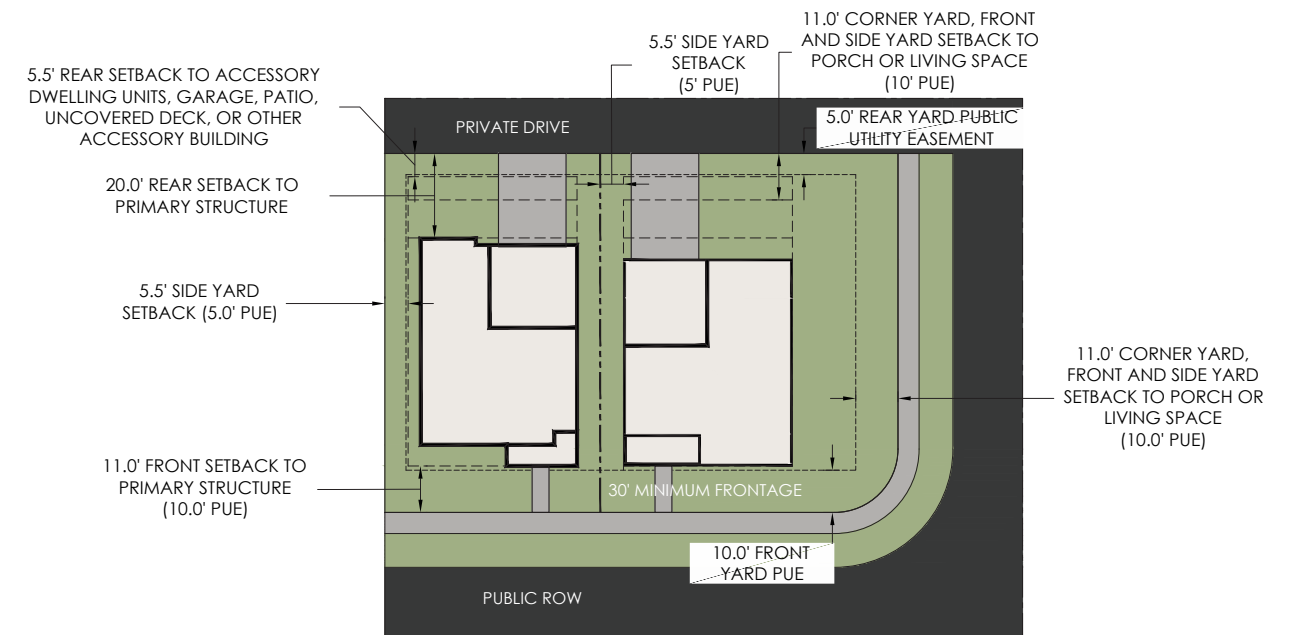 11.0' CORNER YARD, FRONT
AND SIDE YARD SETBACK TO
PORCH OR LIVING SPACE
(10' PUE)
5.5' SIDE YARD
SETBACK
(5' PUE)
5.5' REAR SETBACK TO ACCESSORY
DWELLING UNITS, GARAGE, PATIO,
UNCOVERED DECK, OR OTHER
ACCESSORY BUILDING
PRIVATE DRIVE
5.0' REAR YARD PUBLIC
UTILITY EASEMENT
20.0' REAR SETBACK TO
PRIMARY STRUCTURE
5.5' SIDE YARD
SETBACK (5.0' PUE)
11.0' CORNER YARD,
FRONT AND SIDE YARD
SETBACK TO PORCH OR
LIVING SPACE
(10.0' PUE)
11.0' FRONT SETBACK TO
PRIMARY STRUCTURE
(10.0' PUE)
30' MINIMUM FRONTAGE
10.0' FRONT
YARD PUE
PUBLIC ROW